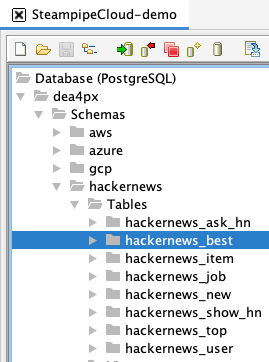 SteampipeCloud-demo
Database (PostgreSQL)
dea4px
Schemas
aws
azure
gcp
hackernews
Tables
hackernews_ask_hn
hackernews_best
hackernews_item
hackernews_job
hackernews_new
hackernews_show_hn
hackernews_top
hackernews_user